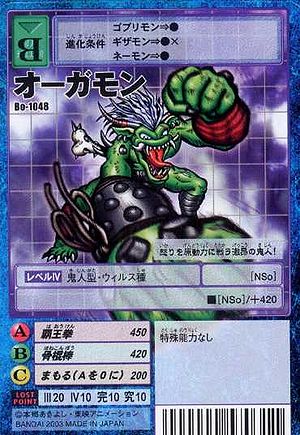 B
進化条件
ゴブリモン⇒●
ギザモン⇒●×
ネーモン⇒●
オーガモン
Bo-1048
怒りを原動力に戦う進昂の鬼人!
レベルIV 鬼人型・ウィルス種 [NSo]
■[NSo]/+420
A 覇王拳 450
B 骨棍棒 420
C まもる(Aを0に) 200
特殊能力なし
LOST POINT III20 IV10 完10 究10
©本郷あきよし・東映アニメーション
BANDAI 2003 MADE IN JAPAN